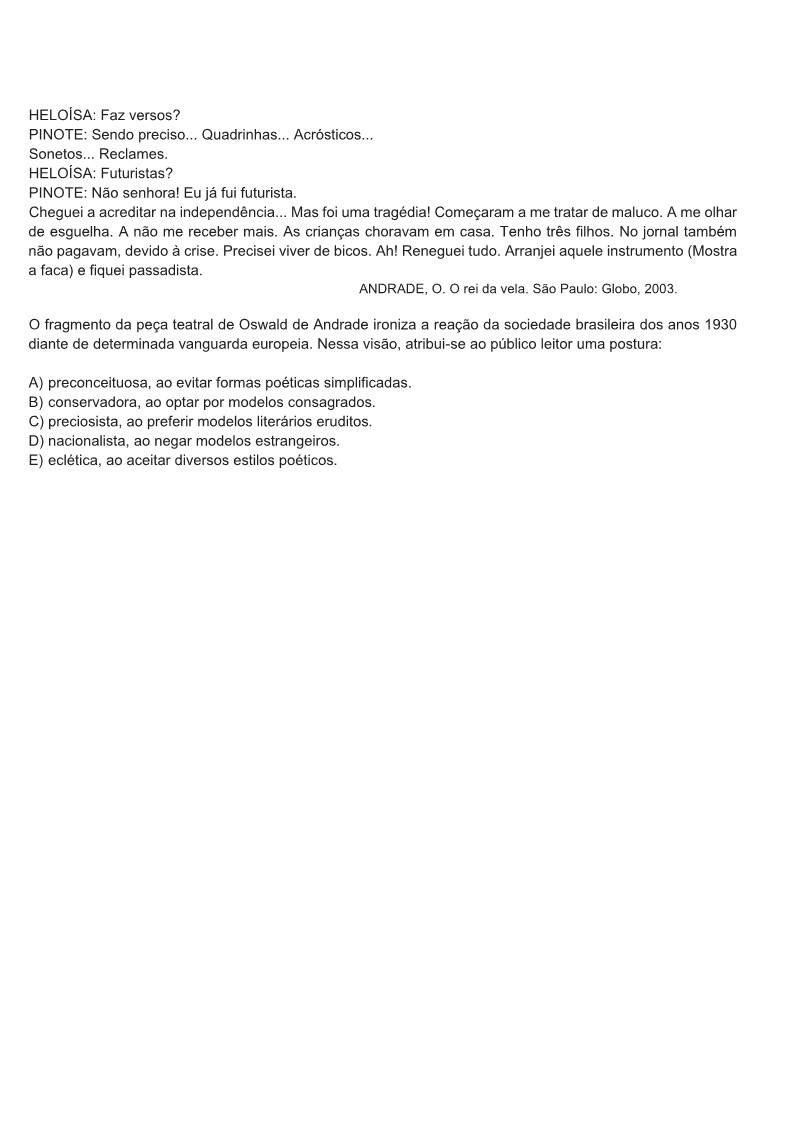 HELOÍSA: Faz versos?
PINOTE: Sendo preciso... Quadrinhas... Acrósticos...
Sonetos... Reclames.
HELOÍSA: Futuristas?
PINOTE: Não senhora! Eu já fui futurista.
Cheguei a acreditar na independência... Mas foi uma tragédia! Começaram a me tratar de maluco. A me olhar
de esguelha. A não me receber mais. As crianças choravam em casa. Tenho três filhos. No jornal também
não pagavam, devido à crise. Precisei viver de bicos. Ah! Reneguei tudo. Arranjei aquele instrumento (Mostra
a faca) e fiquei passadista.
ANDRADE, O. O rei da vela. São Paulo: Globo, 2003.
O fragmento da peça teatral de Oswald de Andrade ironiza a reação da sociedade brasileira dos anos 1930
diante de determinada vanguarda europeia. Nessa visão, atribui-se ao público leitor uma postura:
A) preconceituosa, ao evitar formas poéticas simplificadas.
B) conservadora, ao optar por modelos consagrados.
C) preciosista, ao preferir modelos literários eruditos.
D) nacionalista, ao negar modelos estrangeiros.
E) eclética, ao aceitar diversos estilos poéticos.